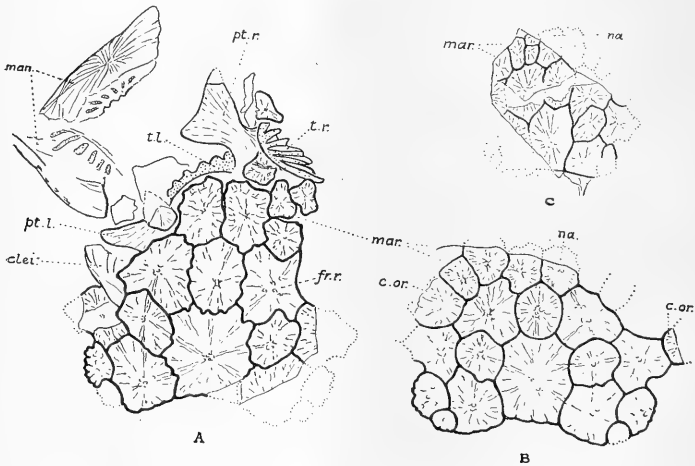 pt.r.
man.
t.l.
t.r.
pt.l.
clei.
fr.r.
A
mar.
na
C
mar.
na.
c.or.
c.or.
B